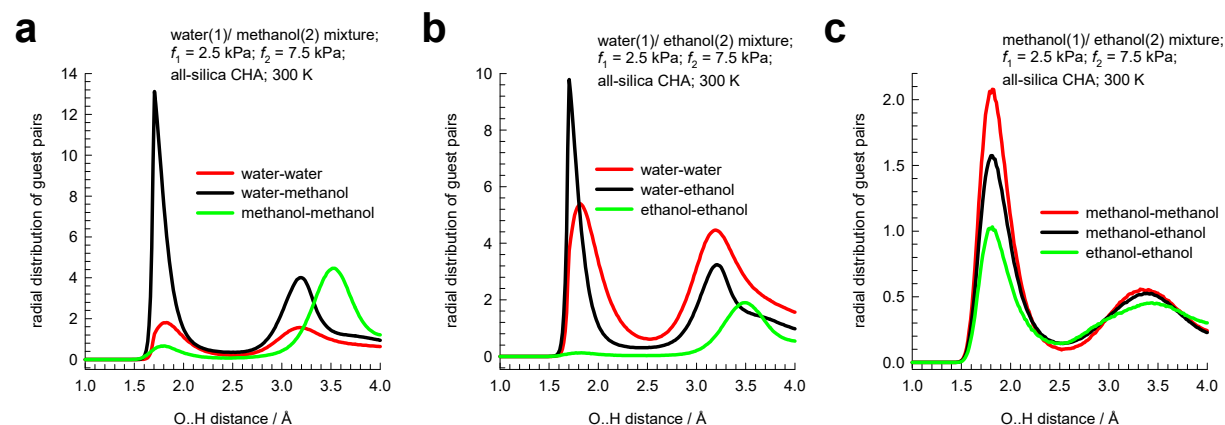 a
water(1)/ methanol(2) mixture;
f1 = 2.5 kPa; f2 = 7.5 kPa;
all-silica CHA; 300 K
radial distribution of guest pairs
14
12
10
8
6
4
2
0
water-water
water-methanol
methanol-methanol
1.0 1.5 2.0 2.5 3.0 3.5 4.0
O..H distance / Å
b
water(1)/ ethanol(2) mixture;
f1 = 2.5 kPa; f2 = 7.5 kPa;
all-silica CHA; 300 K
radial distribution of guest pairs
10
8
6
4
2
0
water-water
water-ethanol
ethanol-ethanol
1.0 1.5 2.0 2.5 3.0 3.5 4.0
O..H distance / Å
c
methanol(1)/ ethanol(2) mixture;
f1 = 2.5 kPa; f2 = 7.5 kPa;
all-silica CHA; 300 K
radial distribution of guest pairs
2.0
1.5
1.0
0.5
0.0
methanol-methanol
methanol-ethanol
ethanol-ethanol
1.0 1.5 2.0 2.5 3.0 3.5 4.0
O..H distance / Å